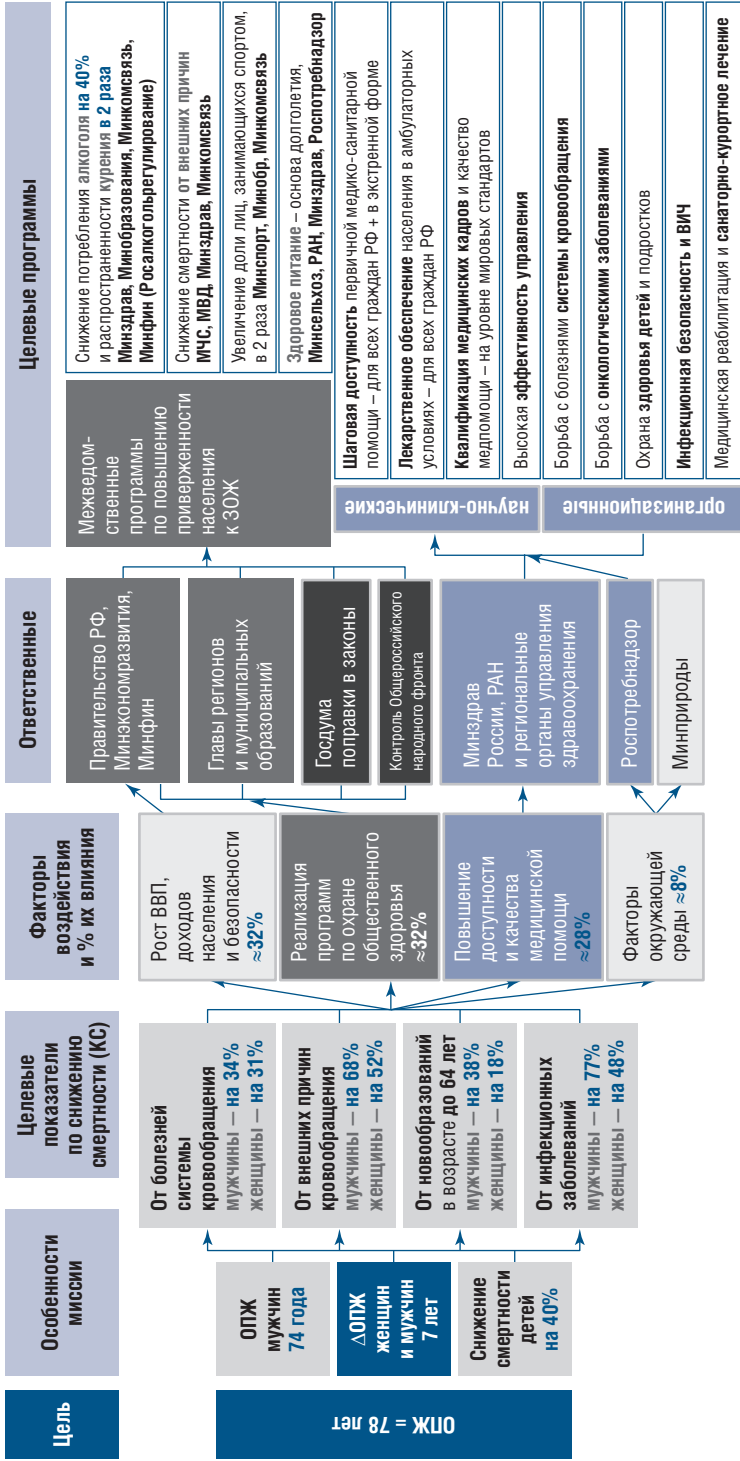 Цель
Особенности
миссии
Целевые
показатели
по снижению
смертности (КС)
Факторы
воздействия
и % их влияния
Ответственные
Целевые программы
ОПЖ = 78 лет
ОПЖ
мужчин
74 года
ΔОПЖ
женщин
и мужчин
7 лет
Снижение
смертности
детей
на 40%
От болезней
системы
кровообращения
мужчины — на 34%
женщины — на 31%
От внешних причин
кровообращения
мужчины — на 68%
женщины — на 52%
От новообразований
в возрасте до 64 лет
мужчины — на 38%
женщины — на 18%
От инфекционных
заболеваний
мужчины — на 77%
женщины — на 48%
Рост ВВП,
доходов
населения
и безопасности
≈32%
Реализация
программ
по охране
общественного
здоровья
≈32%
Повышение
доступности
и качества
медицинской
помощи
≈28%
Факторы
окружающей
среды ≈8%
Правительство РФ,
Минэкономразвития,
Минфин
Главы регионов
и муниципальных
образований
Госдума
поправки в законы
Контроль Общероссийского
народного фронта
Минздрав
России, РАН
и региональные
органы управления
здравоохранения
Роспотребнадзор
Минприроды
Межведом-
ственные
программы
по повышению
приверженности
населения
к ЗОЖ
научно-клинические
организационные
Снижение потребления алкоголя на 40%
и распространенности курения в 2 раза
Минздрав, Минобразования, Минкомсвязь,
Минфин (Росалкогольрегулирование)
Снижение смертности от внешних причин
МЧС, МВД, Минздрав, Минкомсвязь
Увеличение доли лиц, занимающихся спортом,
в 2 раза Минспорт, Минобр, Минкомсвязь
Здоровое питание – основа долголетия,
Минсельхоз, РАН, Минздрав, Роспотребнадзор
Шаговая доступность первичной медико-санитарной
помощи – для всех граждан РФ + в экстренной форме
Лекарственное обеспечение населения в амбулаторных
условиях – для всех граждан РФ
Квалификация медицинских кадров и качество
медпомощи – на уровне мировых стандартов
Высокая эффективность управления
Борьба с болезнями системы кровообращения
Борьба с онкологическими заболеваниями
Охрана здоровья детей и подростков
Инфекционная безопасность и ВИЧ
Медицинская реабилитация и санаторно-курортное лечение